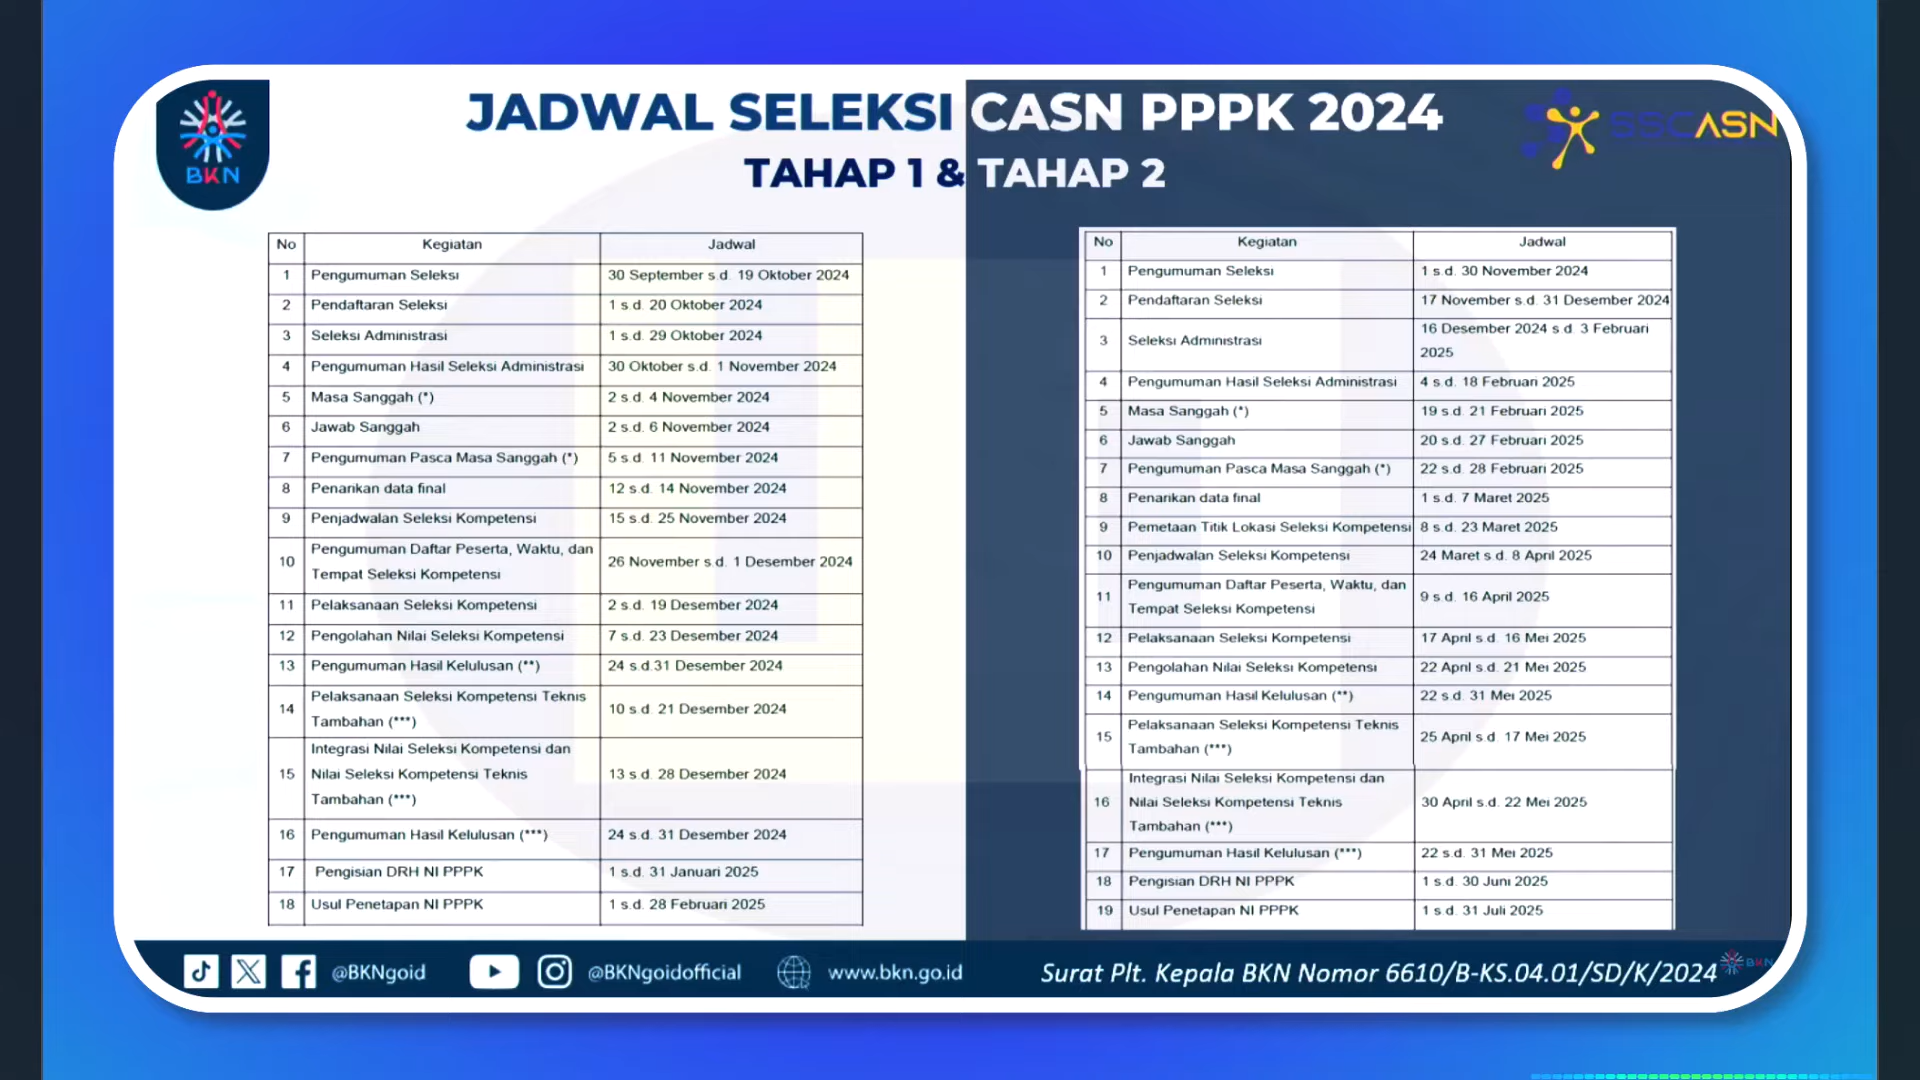 BKN
JADWAL SELEKSI CASN PPPK 2024
TAHAP 1 & TAHAP 2
SSCASN
No Kegiatan Jadwal
1 Pengumuman Seleksi 30 September s.d. 19 Oktober 2024
2 Pendaftaran Seleksi 1 s.d. 20 Oktober 2024
3 Seleksi Administrasi 1 s.d. 29 Oktober 2024
4 Pengumuman Hasil Seleksi Administrasi 30 Oktober s.d. 1 November 2024
5 Masa Sanggah (*) 2 s.d. 4 November 2024
6 Jawab Sanggah 2 s.d. 6 November 2024
7 Pengumuman Pasca Masa Sanggah (*) 5 s.d. 11 November 2024
8 Penarikan data final 12 s.d. 14 November 2024
9 Penjadwalan Seleksi Kompetensi 15 s.d. 25 November 2024
10 Pengumuman Daftar Peserta, Waktu, dan
Tempat Seleksi Kompetensi 26 November s.d. 1 Desember 2024
11 Pelaksanaan Seleksi Kompetensi 2 s.d. 19 Desember 2024
12 Pengolahan Nilai Seleksi Kompetensi 7 s.d. 23 Desember 2024
13 Pengumuman Hasil Kelulusan (**) 24 s.d.31 Desember 2024
14 Pelaksanaan Seleksi Kompetensi Teknis
Tambahan (***) 10 s.d. 21 Desember 2024
15 Integrasi Nilai Seleksi Kompetensi dan
Nilai Seleksi Kompetensi Teknis
Tambahan (***) 13 s.d. 28 Desember 2024
16 Pengumuman Hasil Kelulusan (***) 24 s.d. 31 Desember 2024
17 Pengisian DRH NI PPPK 1 s.d. 31 Januari 2025
18 Usul Penetapan NI PPPK 1 s.d. 28 Februari 2025
No Kegiatan Jadwal
1 Pengumuman Seleksi 1 s.d. 30 November 2024
2 Pendaftaran Seleksi 17 November s.d. 31 Desember 2024
3 Seleksi Administrasi 16 Desember 2024 s.d. 3 Februari
2025
4 Pengumuman Hasil Seleksi Administrasi 4 s.d. 18 Februari 2025
5 Masa Sanggah (*) 19 s.d. 21 Februari 2025
6 Jawab Sanggah 20 s.d. 27 Februari 2025
7 Pengumuman Pasca Masa Sanggah (*) 22 s.d. 28 Februari 2025
8 Penarikan data final 1 s.d. 7 Maret 2025
9 Pemetaan Titik Lokasi Seleksi Kompetensi 8 s.d. 23 Maret 2025
10 Penjadwalan Seleksi Kompetensi 24 Maret s.d. 8 April 2025
11 Pengumuman Daftar Peserta, Waktu, dan
Tempat Seleksi Kompetensi 9 s.d. 16 April 2025
12 Pelaksanaan Seleksi Kompetensi 17 April s.d. 16 Mei 2025
13 Pengolahan Nilai Seleksi Kompetensi 22 April s.d. 21 Mei 2025
14 Pengumuman Hasil Kelulusan (**) 22 s.d. 31 Mei 2025
15 Pelaksanaan Seleksi Kompetensi Teknis
Tambahan (***) 25 April s.d. 17 Mei 2025
16 Integrasi Nilai Seleksi Kompetensi dan
Nilai Seleksi Kompetensi Teknis
Tambahan (***) 30 April s.d. 22 Mei 2025
17 Pengumuman Hasil Kelulusan (***) 22 s.d. 31 Mei 2025
18 Pengisian DRH NI PPPK 1 s.d. 30 Juni 2025
19 Usul Penetapan NI PPPK 1 s.d. 31 Juli 2025
@BKNgoid @BKNgoidofficial www.bkn.go.id Surat Plt. Kepala BKN Nomor 6610/B-KS.04.01/SD/K/2024 BKN